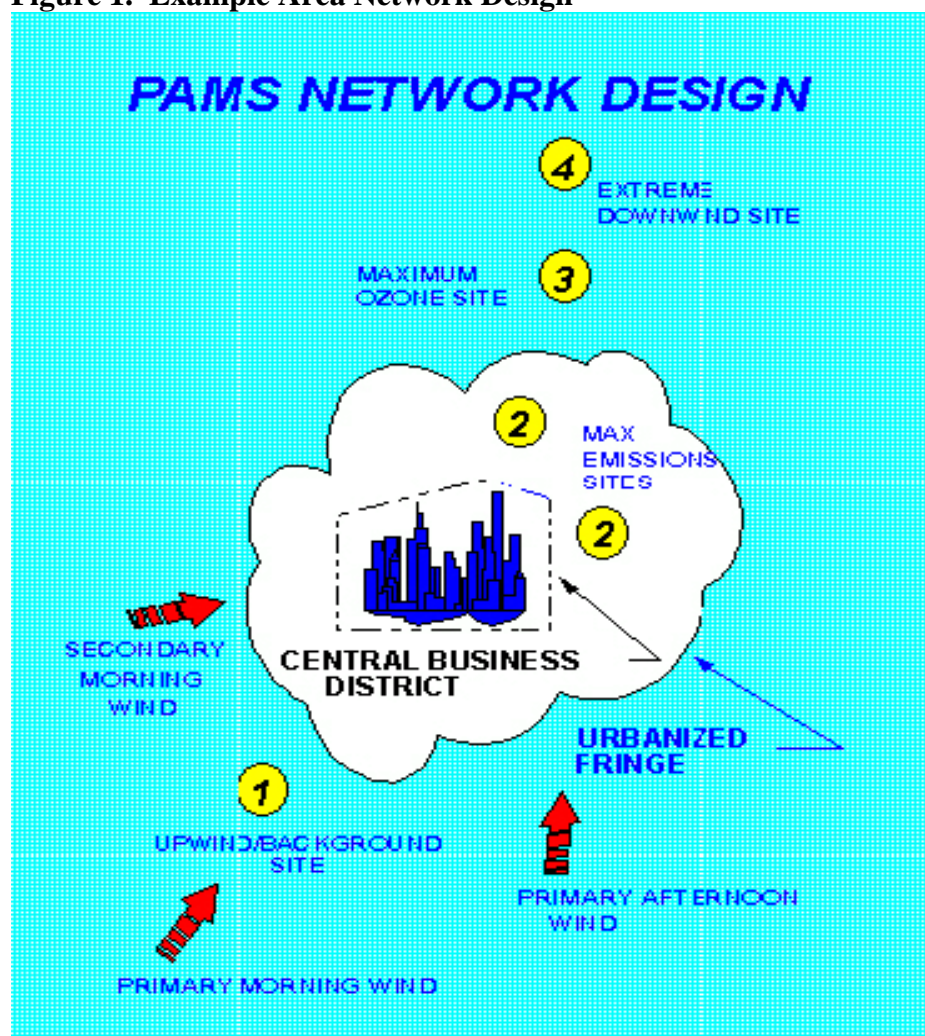 Figure 1. Example Area Network Design
PAMS NETWORK DESIGN
4
EXTREME
DOWNWIND SITE
MAXIMUM
OZONE SITE
3
2
MAX
EMISSIONS
SITES
2
SECONDARY
MORNING
WIND
CENTRAL BUSINESS
DISTRICT
URBANIZED
FRINGE
1
UPWIND/BACKGROUND
SITE
PRIMARY AFTERNOON
WIND
PRIMARY MORNING WIND